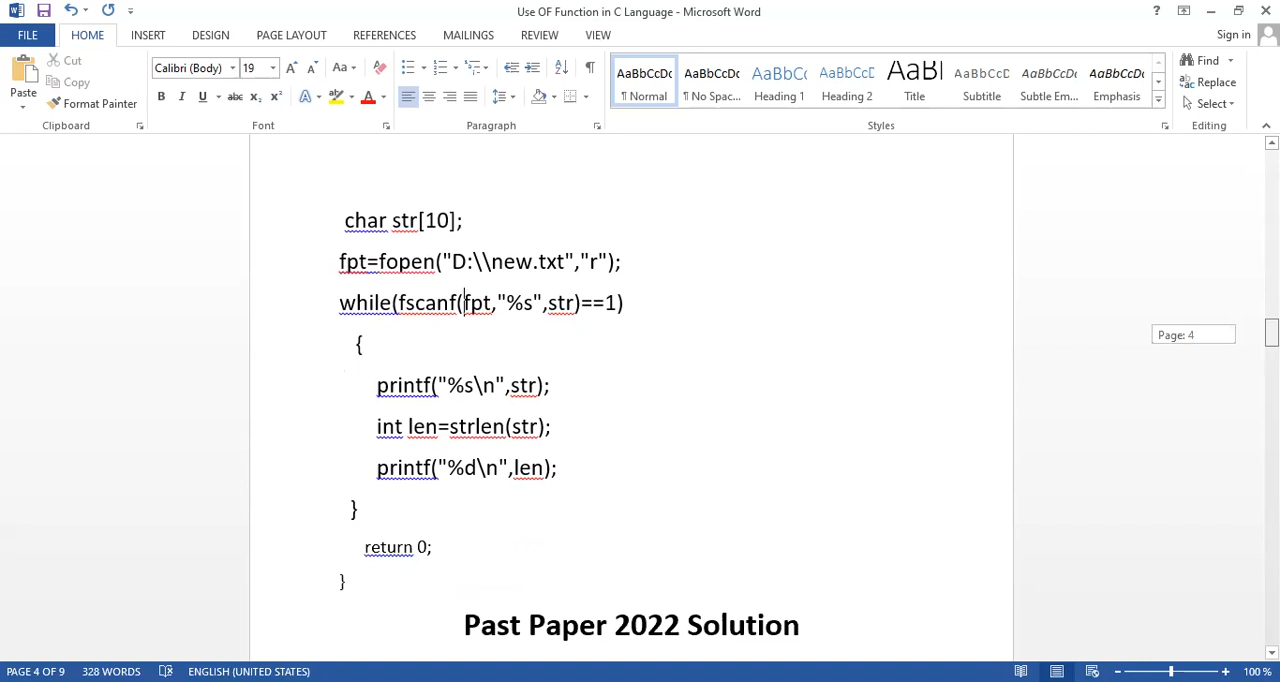 Use OF Function in C Language - Microsoft Word
?
FILE HOME INSERT DESIGN PAGE LAYOUT REFERENCES MAILINGS REVIEW VIEW Sign in
Paste
Cut
Copy
Format Painter
Clipboard
Calibri (Body) 19
Font
Paragraph
AaBbCcDc AaBbCcDc AaBbCc AaBbCcC AaBl AaBbCcC AaBbCcDc AaBbCcDc
¶ Normal ¶ No Spac... Heading 1 Heading 2 Title Subtitle Subtle Em... Emphasis
Styles
Find
Replace
Select
Editing
char str[10];
fpt=fopen("D:\\new.txt","r");
while(fscanf(fpt,"%s",str)==1)
{
printf("%s\n",str);
int len=strlen(str);
printf("%d\n",len);
}
return 0;
}
Past Paper 2022 Solution
Page: 4
PAGE 4 OF 9 328 WORDS ENGLISH (UNITED STATES) 100 %